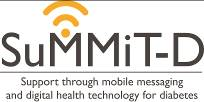 SuMMiT-D
Support through mobile messaging
and digital health technology for diabetes